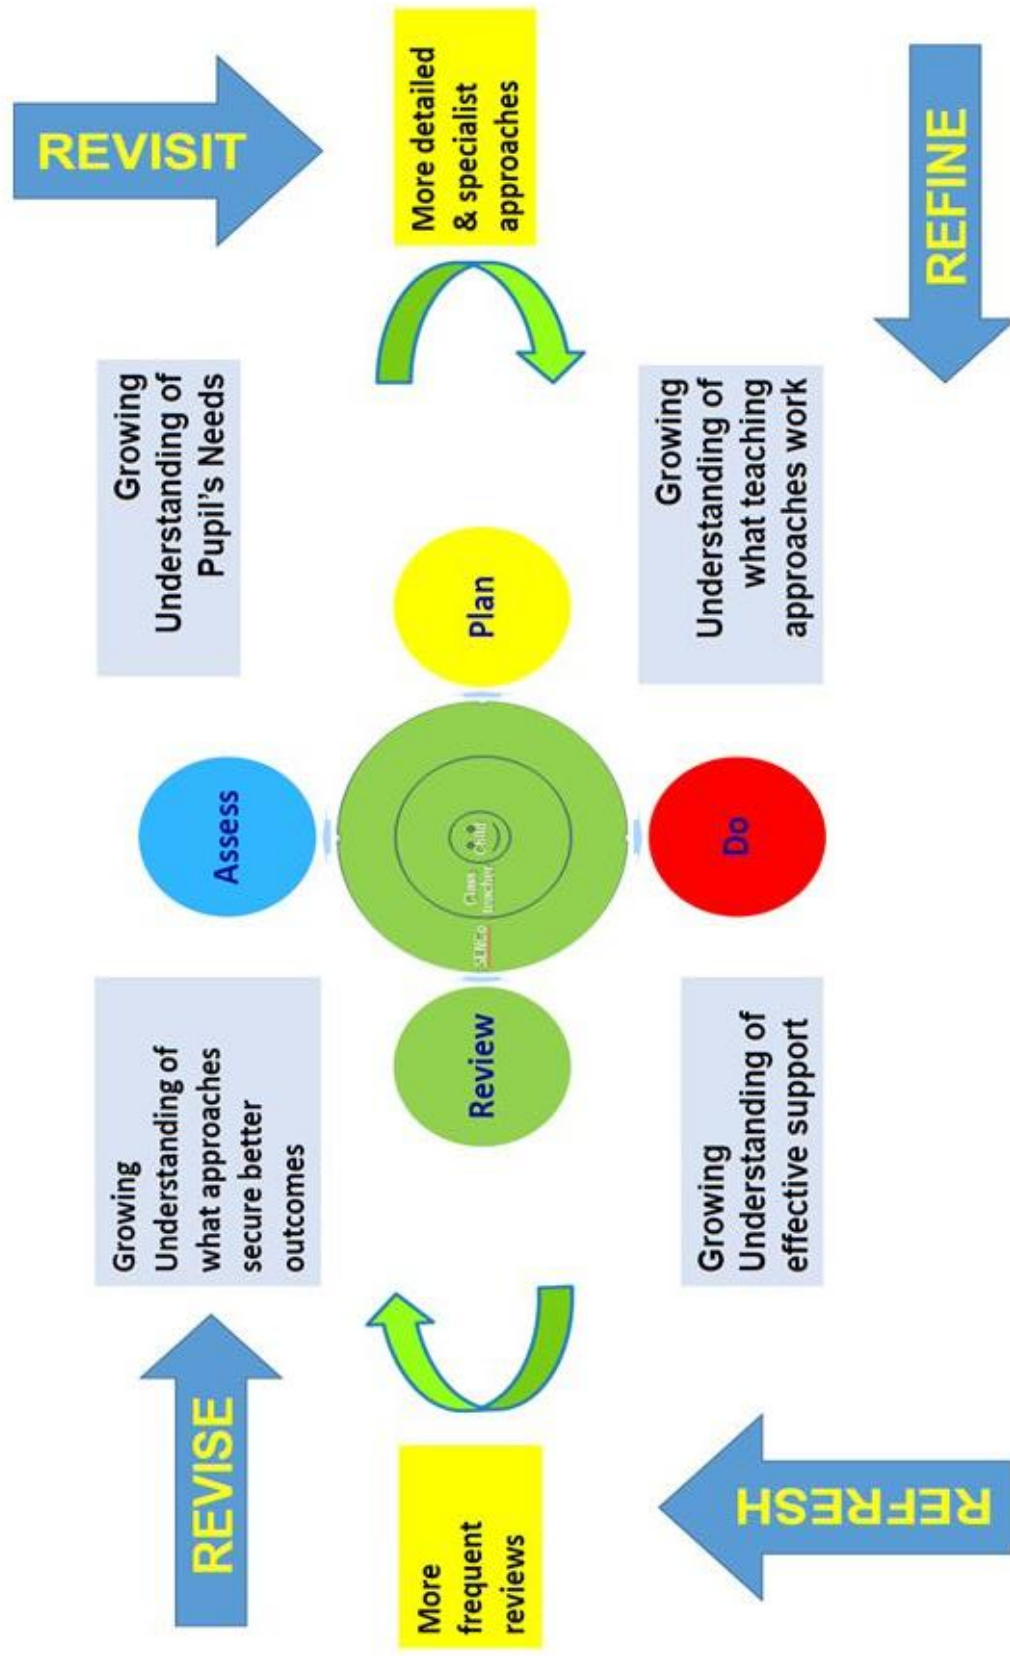 REVISE
Growing
Understanding of
what approaches
secure better
outcomes
Assess
Growing
Understanding of
Pupil's Needs
REVISIT
More
frequent
reviews
Review
SENCo
Class
teacher
Child
Plan
More detailed
& specialist
approaches
REFRESH
Growing
Understanding of
effective support
Do
Growing
Understanding of
what teaching
approaches work
REFINE